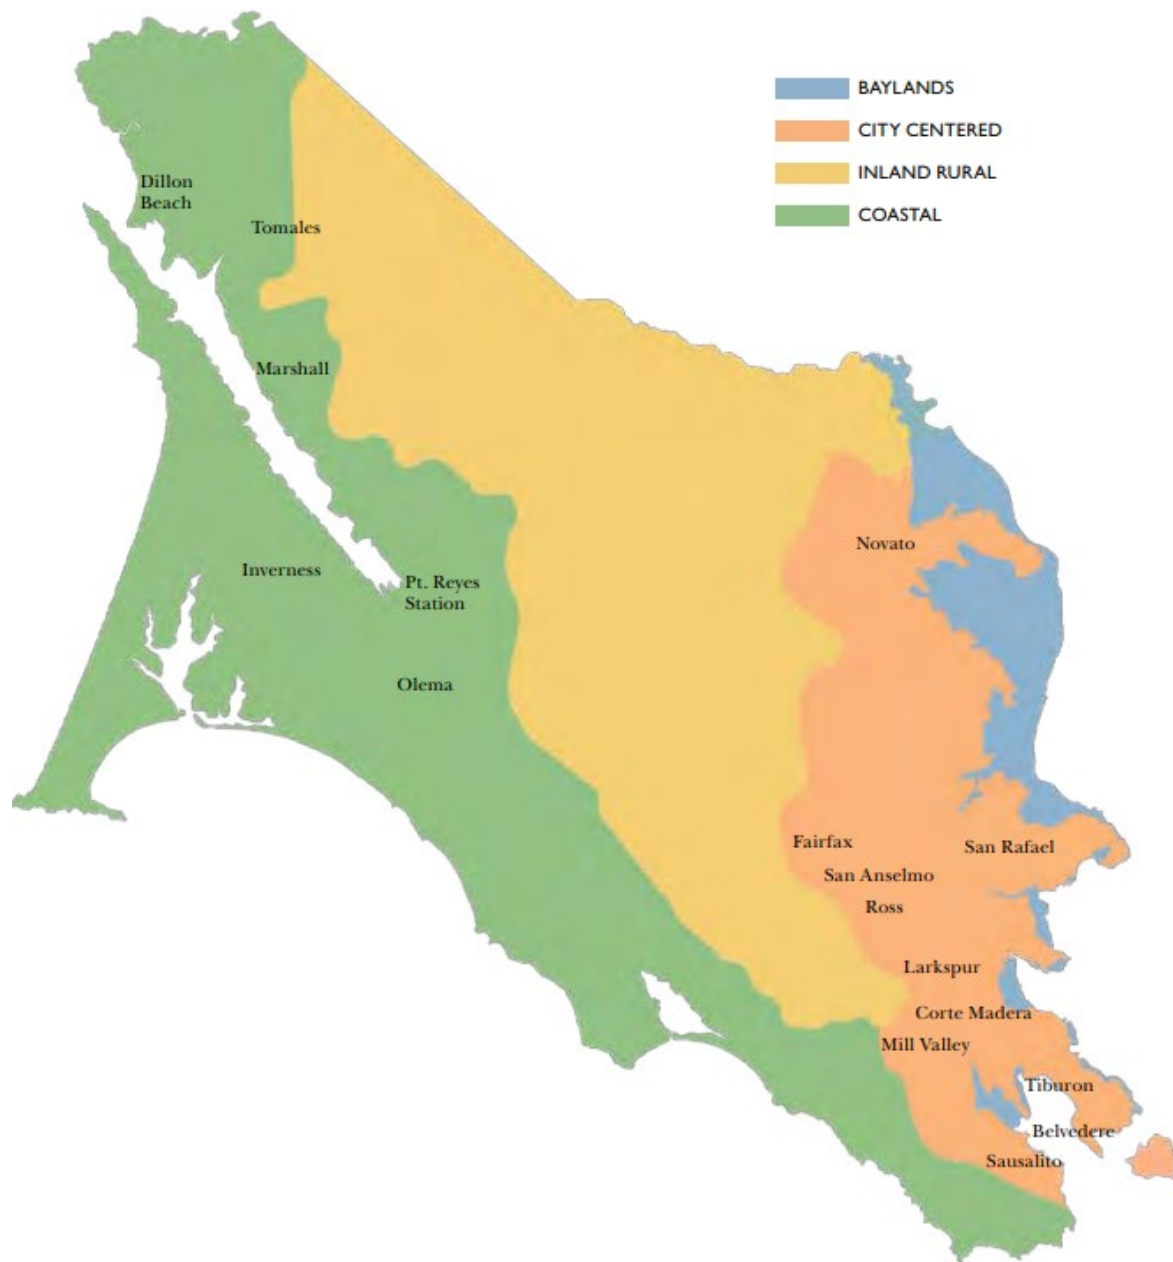 BAYLANDS
CITY CENTERED
INLAND RURAL
COASTAL
Dillon
Beach
Tomales
Marshall
Novato
Inverness
Pt. Reyes
Station
Olema
Fairfax
San Rafael
San Anselmo
Ross
Larkspur
Corte Madera
Mill Valley
Tiburon
Belvedere
Sausalito